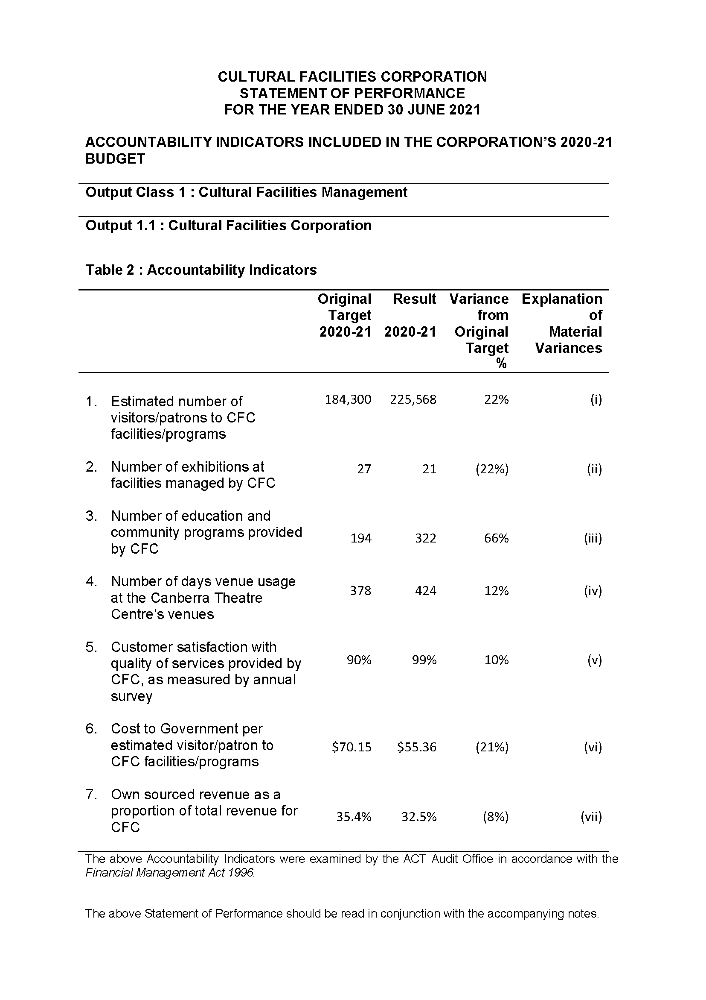 CULTURAL FACILITIES CORPORATION
STATEMENT OF PERFORMANCE
FOR THE YEAR ENDED 30 JUNE 2021
ACCOUNTABILITY INDICATORS INCLUDED IN THE CORPORATION'S 2020-21
BUDGET
Output Class 1 : Cultural Facilities Management
Output 1.1 : Cultural Facilities Corporation
Table 2 : Accountability Indicators
Original Result Variance Explanation
Target from of
2020-21 2020-21 Original Material
Target Variances
%
1. Estimated number of 184,300 225,568 22% (i)
visitors/patrons to CFC
facilities/programs
2. Number of exhibitions at 27 21 (22%) (ii)
facilities managed by CFC
3. Number of education and
community programs provided 194 322 66% (iii)
by CFC
4. Number of days venue usage
at the Canberra Theatre 378 424 12% (iv)
Centre's venues
5. Customer satisfaction with
quality of services provided by 90% 99% 10% (v)
CFC, as measured by annual
survey
6. Cost to Government per
estimated visitor/patron to $70.15 $55.36 (21%) (vi)
CFC facilities/programs
7. Own sourced revenue as a
proportion of total revenue for 35.4% 32.5% (8%) (vii)
CFC
The above Accountability Indicators were examined by the ACT Audit Office in accordance with the
Financial Management Act 1996.
The above Statement of Performance should be read in conjunction with the accompanying notes.